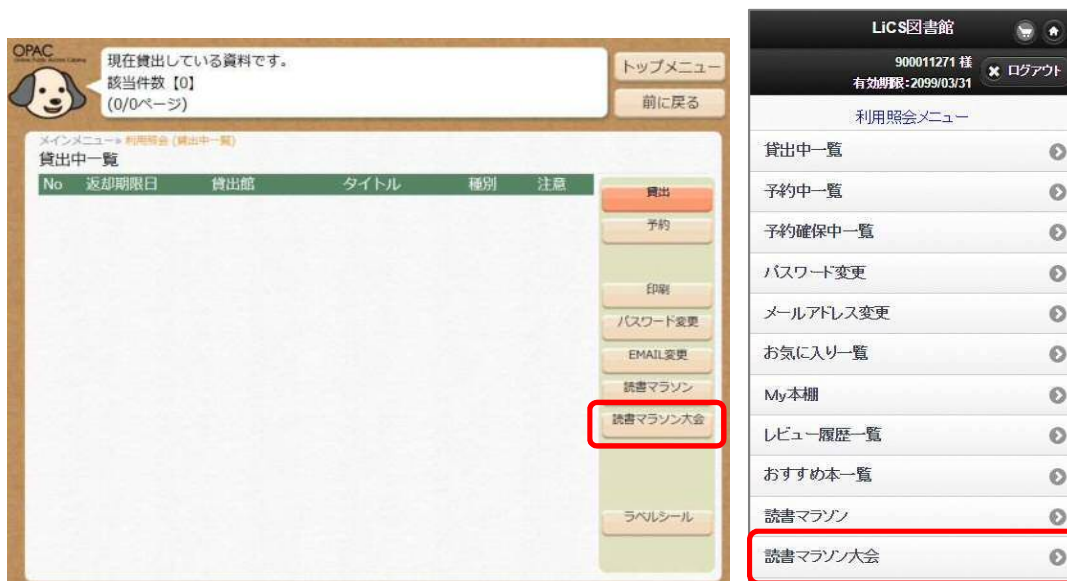 OPAC
現在貸出している資料です。
該当件数【0】
(0/0ページ)
トップメニュー
前に戻る
メインメニュー» 利用照会 (貸出中一覧)
貸出中一覧
No 返却期限日 貸出館 タイトル 種別 注意
貸出
予約
印刷
パスワード変更
EMAIL変更
読書マラソン
読書マラソン大会
ラベルシール
LiCS図書館
900011271 様
有効期限:2099/03/31
ログアウト
利用照会メニュー
貸出中一覧
予約中一覧
予約確保中一覧
パスワード変更
メールアドレス変更
お気に入り一覧
My本棚
レビュー履歴一覧
おすすめ本一覧
読書マラソン
読書マラソン大会